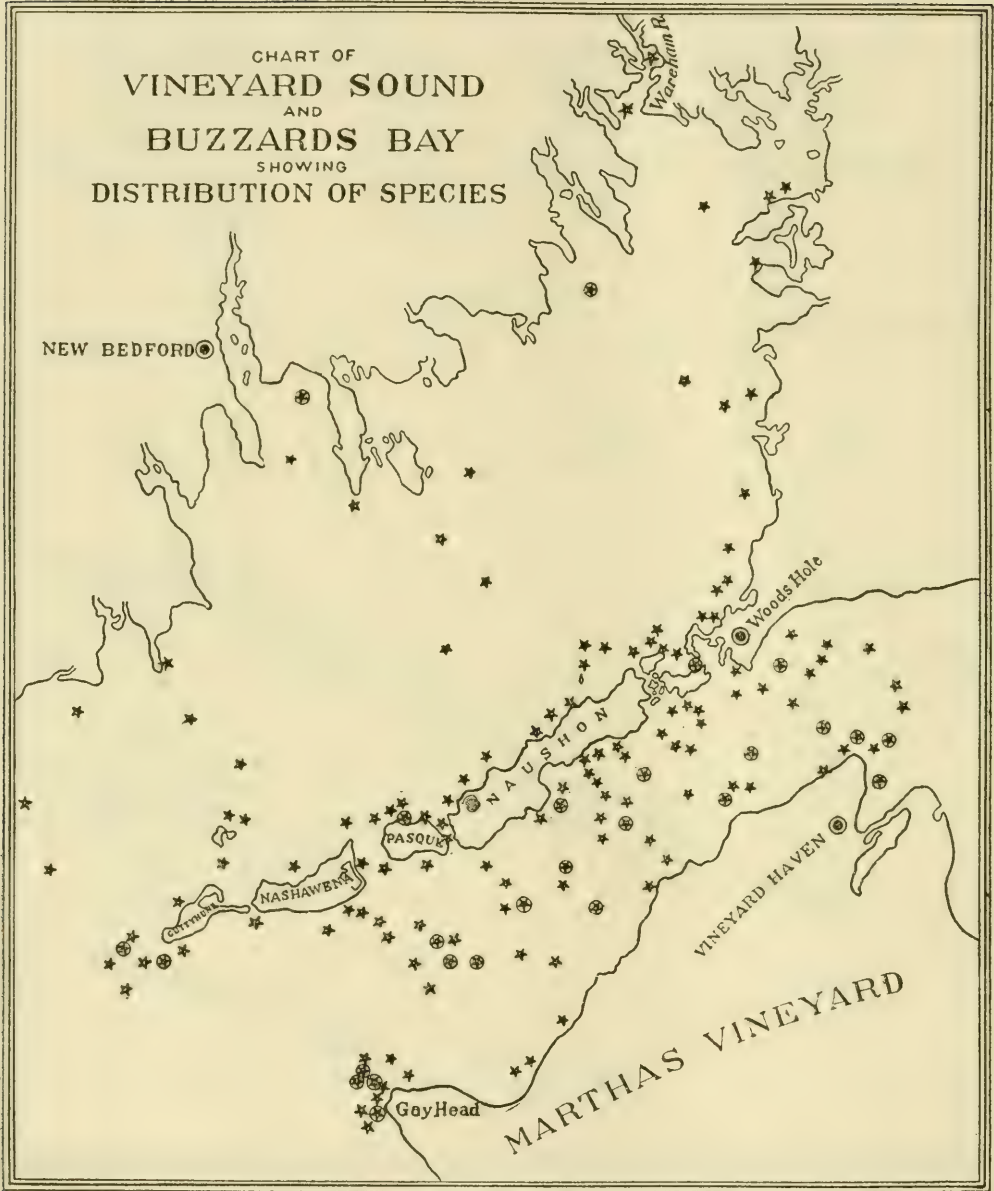 CHART OF
VINEYARD SOUND
AND
BUZZARDS BAY
SHOWING
DISTRIBUTION OF SPECIES
Wareham R.
NEW BEDFORD
Woods Hole
NAUSHON
PASQUE
NASHAWENA
CUTTYHUNK
VINEYARD HAVEN
MARTHAS VINEYARD
Gay Head